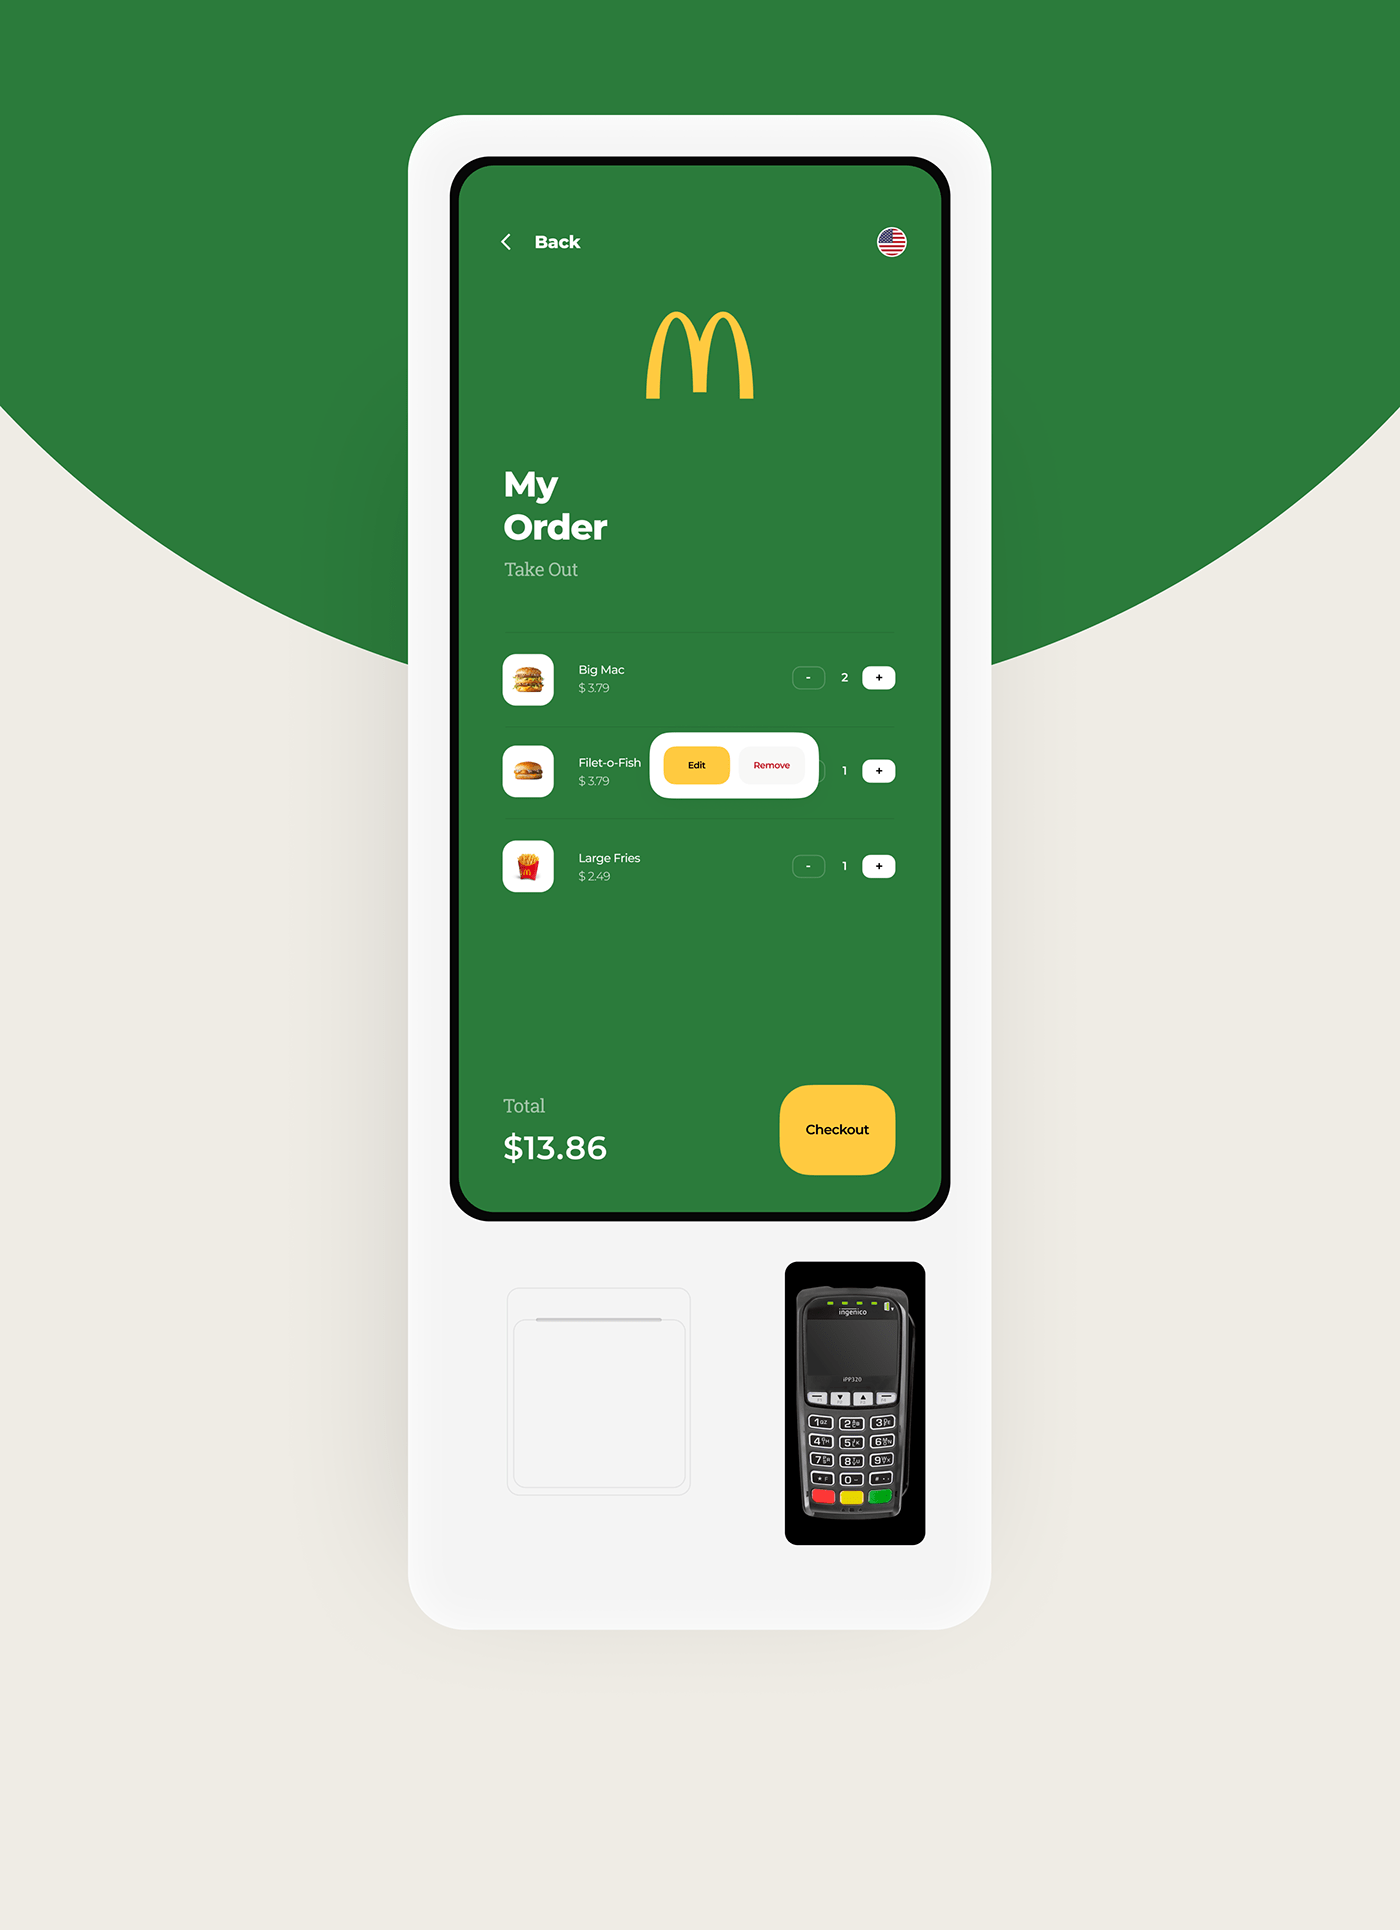 Back
My
Order
Take Out
Big Mac
$ 3.79
- 2 +
Filet-o-Fish
$ 3.79
Edit Remove
1 +
Large Fries
$ 2.49
- 1 +
Total
$13.86
Checkout
ingenico
iPP320
1 QZ 2 3
4 5 6
7 8 9
0